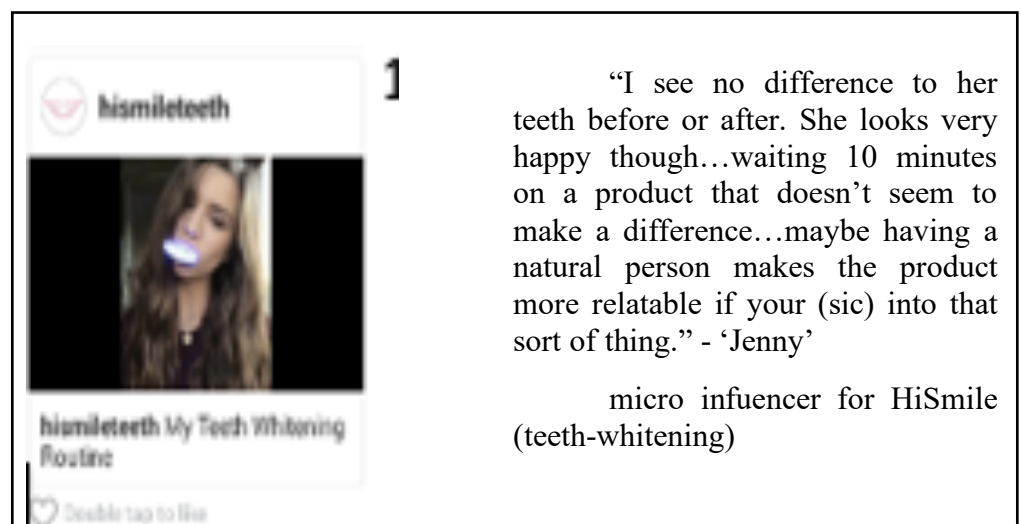 1
hismileteeth
hismileteeth My Teeth Whitening
Routine
Double tap to like
“I see no difference to her
teeth before or after. She looks very
happy though…waiting 10 minutes
on a product that doesn’t seem to
make a difference…maybe having a
natural person makes the product
more relatable if your (sic) into that
sort of thing.” - ‘Jenny’
micro infuencer for HiSmile
(teeth-whitening)